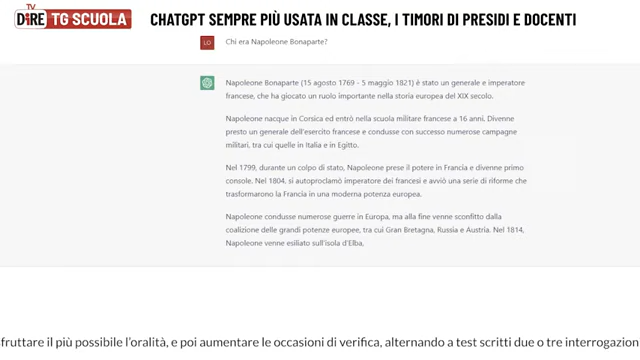 TV
DiRE TG SCUOLA
CHATGPT SEMPRE PIÙ USATA IN CLASSE, I TIMORI DI PRESIDI E DOCENTI
LO
Chi era Napoleone Bonaparte?
Napoleone Bonaparte (15 agosto 1769 - 5 maggio 1821) è stato un generale e imperatore
francese, che ha giocato un ruolo importante nella storia europea del XIX secolo.
Napoleone nacque in Corsica ed entrò nella scuola militare francese a 16 anni. Divenne
presto un generale dell'esercito francese e condusse con successo numerose campagne
militari, tra cui quelle in Italia e in Egitto.
Nel 1799, durante un colpo di stato, Napoleone prese il potere in Francia e divenne primo
console. Nel 1804, si autoproclamò imperatore dei francesi e avviò una serie di riforme che
trasformarono la Francia in una moderna potenza europea.
Napoleone condusse numerose guerre in Europa, ma alla fine venne sconfitto dalla
coalizione delle grandi potenze europee, tra cui Gran Bretagna, Russia e Austria. Nel 1814,
Napoleone venne esiliato sull'isola d'Elba,
sfruttare il più possibile l'oralità, e poi aumentare le occasioni di verifica, alternando a test scritti due o tre interrogazion